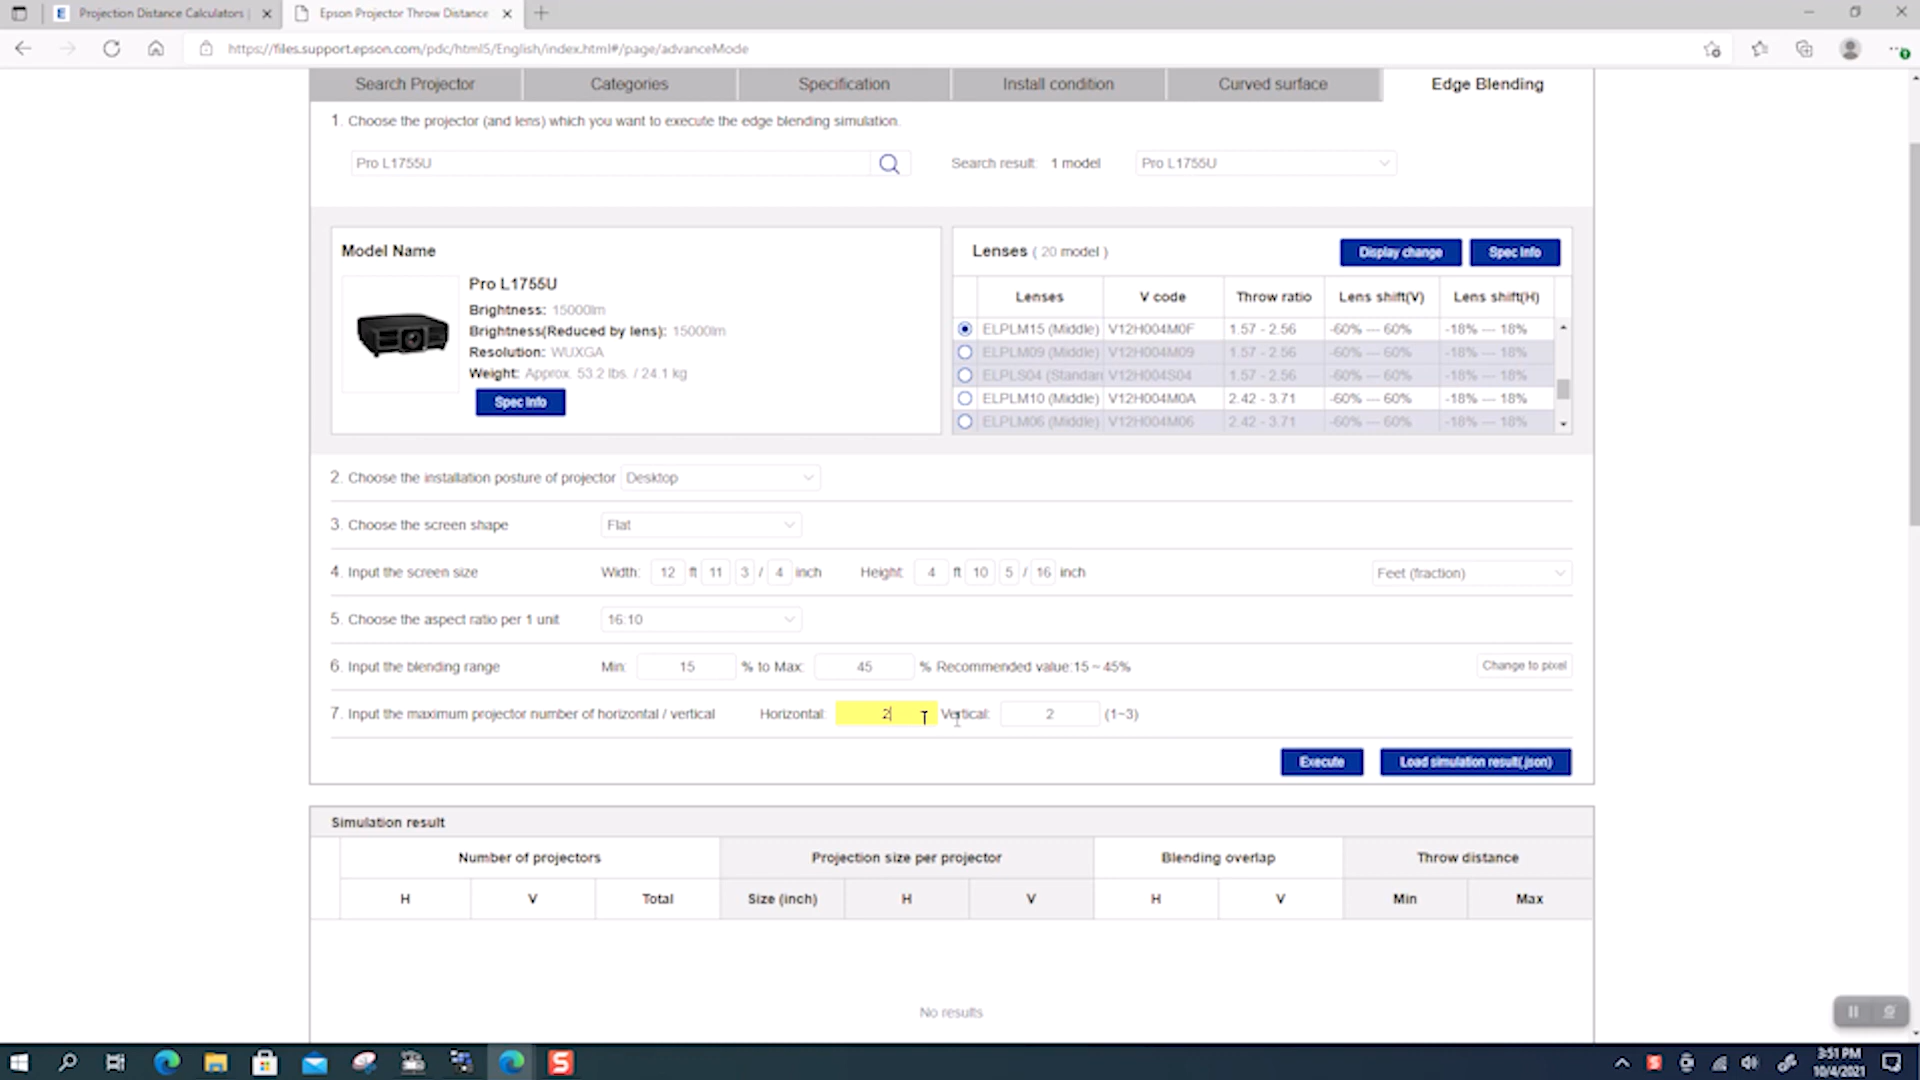 Projection Distance Calculators |
Epson Projector Throw Distance
https://files.support.epson.com/pdc/html5/English/index.html#/page/advanceMode
Search Projector Categories Specification Install condition Curved surface Edge Blending
1. Choose the projector (and lens) which you want to execute the edge blending simulation.
Pro L1755U Search result: 1 model Pro L1755U
Model Name
Pro L1755U
Brightness: 15000lm
Brightness(Reduced by lens): 15000lm
Resolution: WUXGA
Weight: Approx. 53.2 lbs. / 24.1 kg
Spec Info
Lenses ( 20 model ) Display change Spec Info
Lenses V code Throw ratio Lens shift(V) Lens shift(H)
ELPLM15 (Middle) V12H004M0F 1.57 - 2.56 -60% — 60% -18% — 18%
ELPLM09 (Middle) V12H004M09 1.57 - 2.56 -60% — 60% -18% — 18%
ELPLS04 (Standar V12H004S04 1.57 - 2.56 -60% — 60% -18% — 18%
ELPLM10 (Middle) V12H004M0A 2.42 - 3.71 -60% — 60% -18% — 18%
ELPLM06 (Middle) V12H004M06 2.42 - 3.71 -60% — 60% -18% — 18%
2. Choose the installation posture of projector Desktop
3. Choose the screen shape Flat
4. Input the screen size Width: 12 ft 11 3 / 4 inch Height: 4 ft 10 5 / 16 inch Feet (fraction)
5. Choose the aspect ratio per 1 unit 16:10
6. Input the blending range Min: 15 % to Max: 45 % Recommended value:15 ~ 45% Change to pixel
7. Input the maximum projector number of horizontal / vertical Horizontal: 2 Vertical: 2 (1~3)
Execute Load simulation result(.json)
Simulation result
Number of projectors Projection size per projector Blending overlap Throw distance
H V Total Size (inch) H V H V Min Max
No results
3:51 PM
10/4/2021